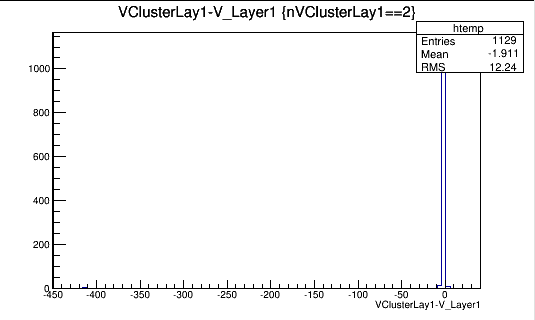 VClusterLay1-V_Layer1 {nVClusterLay1==2}
htemp
Entries 1129
Mean -1.911
RMS 12.24
1000
800
600
400
200
0
-450 -400 -350 -300 -250 -200 -150 -100 -50 0
VClusterLay1-V_Layer1